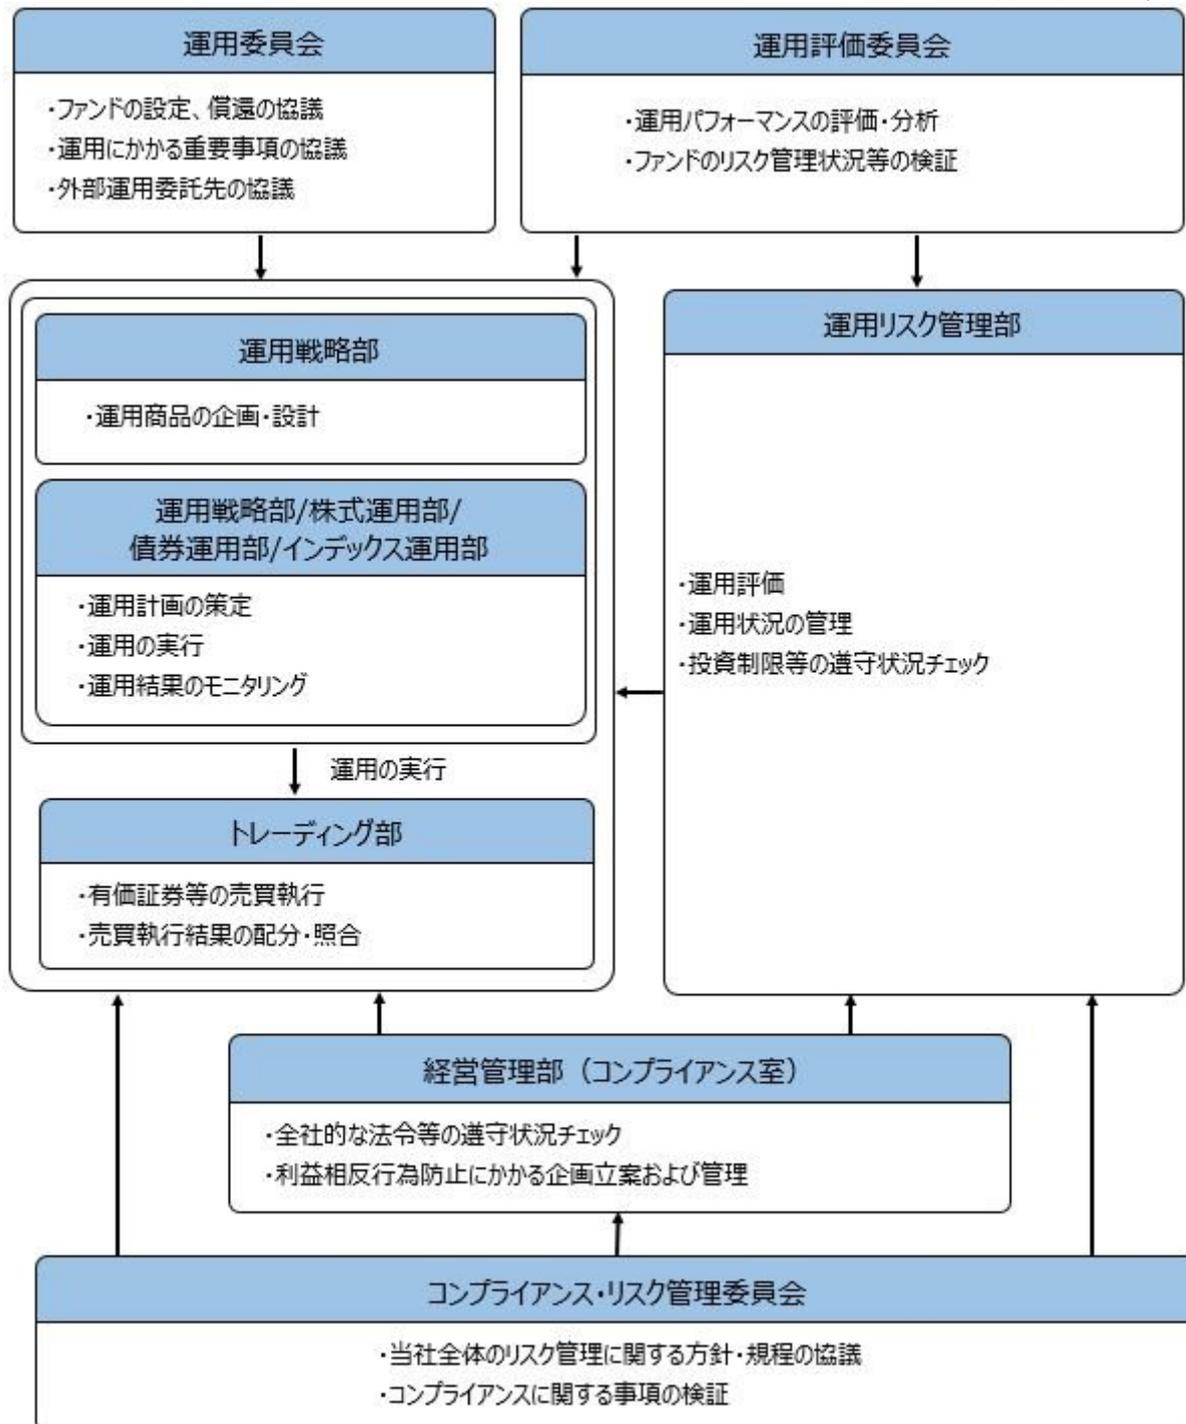 運用委員会
・ファンドの設定、償還の協議
・運用にかかる重要事項の協議
・外部運用委託先の協議
運用評価委員会
・運用パフォーマンスの評価・分析
・ファンドのリスク管理状況等の検証
運用戦略部
・運用商品の企画・設計
運用戦略部/株式運用部/
債券運用部/インデックス運用部
・運用計画の策定
・運用の実行
・運用結果のモニタリング
運用の実行
トレーディング部
・有価証券等の売買執行
・売買執行結果の配分・照合
運用リスク管理部
・運用評価
・運用状況の管理
・投資制限等の遵守状況チェック
経営管理部（コンプライアンス室）
・全社的な法令等の遵守状況チェック
・利益相反行為防止にかかる企画立案および管理
コンプライアンス・リスク管理委員会
・当社全体のリスク管理に関する方針・規程の協議
・コンプライアンスに関する事項の検証